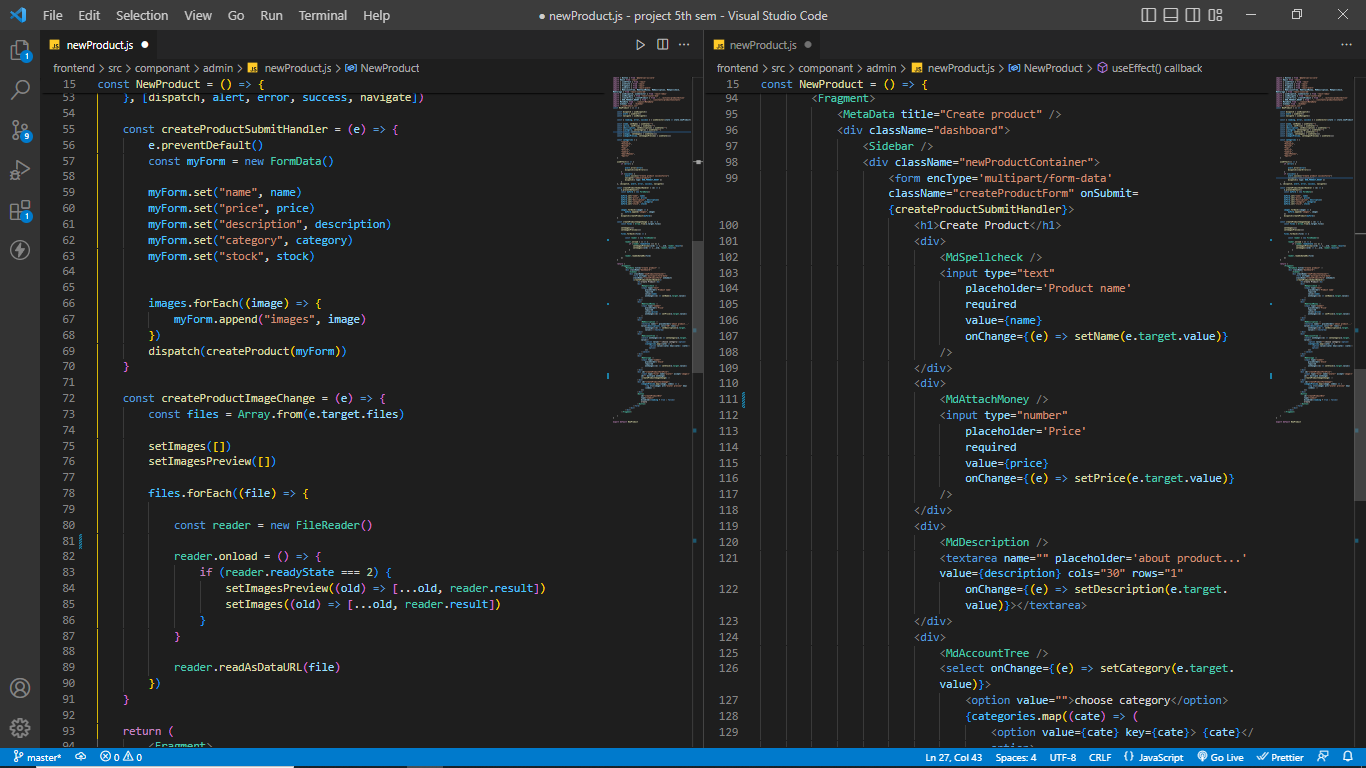 File Edit Selection View Go Run Terminal Help
● newProduct.js - project 5th sem - Visual Studio Code
JS newProduct.js ●
frontend > src > componant > admin > JS newProduct.js > NewProduct
15 const NewProduct = () => {
53 }, [dispatch, alert, error, success, navigate])
54
55 const createProductSubmitHandler = (e) => {
56 e.preventDefault()
57 const myForm = new FormData()
58
59 myForm.set("name", name)
60 myForm.set("price", price)
61 myForm.set("description", description)
62 myForm.set("category", category)
63 myForm.set("stock", stock)
64
65
66 images.forEach((image) => {
67 myForm.append("images", image)
68 })
69 dispatch(createProduct(myForm))
70 }
71
72 const createProductImageChange = (e) => {
73 const files = Array.from(e.target.files)
74
75 setImages([])
76 setImagesPreview([])
77
78 files.forEach((file) => {
79
80 const reader = new FileReader()
81
82 reader.onload = () => {
83 if (reader.readyState === 2) {
84 setImagesPreview((old) => [...old, reader.result])
85 setImages((old) => [...old, reader.result])
86 }
87 }
88
89 reader.readAsDataURL(file)
90 })
91 }
92
93 return (
94 <Fragment>
JS newProduct.js ●
frontend > src > componant > admin > JS newProduct.js > NewProduct > useEffect() callback
15 const NewProduct = () => {
94 <Fragment>
95 <MetaData title="Create product" />
96 <div className="dashboard">
97 <Sidebar />
98 <div className="newProductContainer">
99 <form encType='multipart/form-data'
className="createProductForm" onSubmit=
{createProductSubmitHandler}>
100 <h1>Create Product</h1>
101 <div>
102 <MdSpellcheck />
103 <input type="text"
104 placeholder='Product name'
105 required
106 value={name}
107 onChange={(e) => setName(e.target.value)}
108 />
109 </div>
110 <div>
111 <MdAttachMoney />
112 <input type="number"
113 placeholder='Price'
114 required
115 value={price}
116 onChange={(e) => setPrice(e.target.value)}
117 />
118 </div>
119 <div>
120 <MdDescription />
121 <textarea name="" placeholder='about product...'
value={description} cols="30" rows="1"
122 onChange={(e) => setDescription(e.target.
value)}></textarea>
123 </div>
124 <div>
125 <MdAccountTree />
126 <select onChange={(e) => setCategory(e.target.
value)}>
127 <option value="">choose category</option>
128 {categories.map((cate) => (
129 <option value={cate} key={cate}> {cate}</
option>
1
9
1
master* 0 0
Ln 27, Col 43 Spaces: 4 UTF-8 CRLF {} JavaScript Go Live Prettier